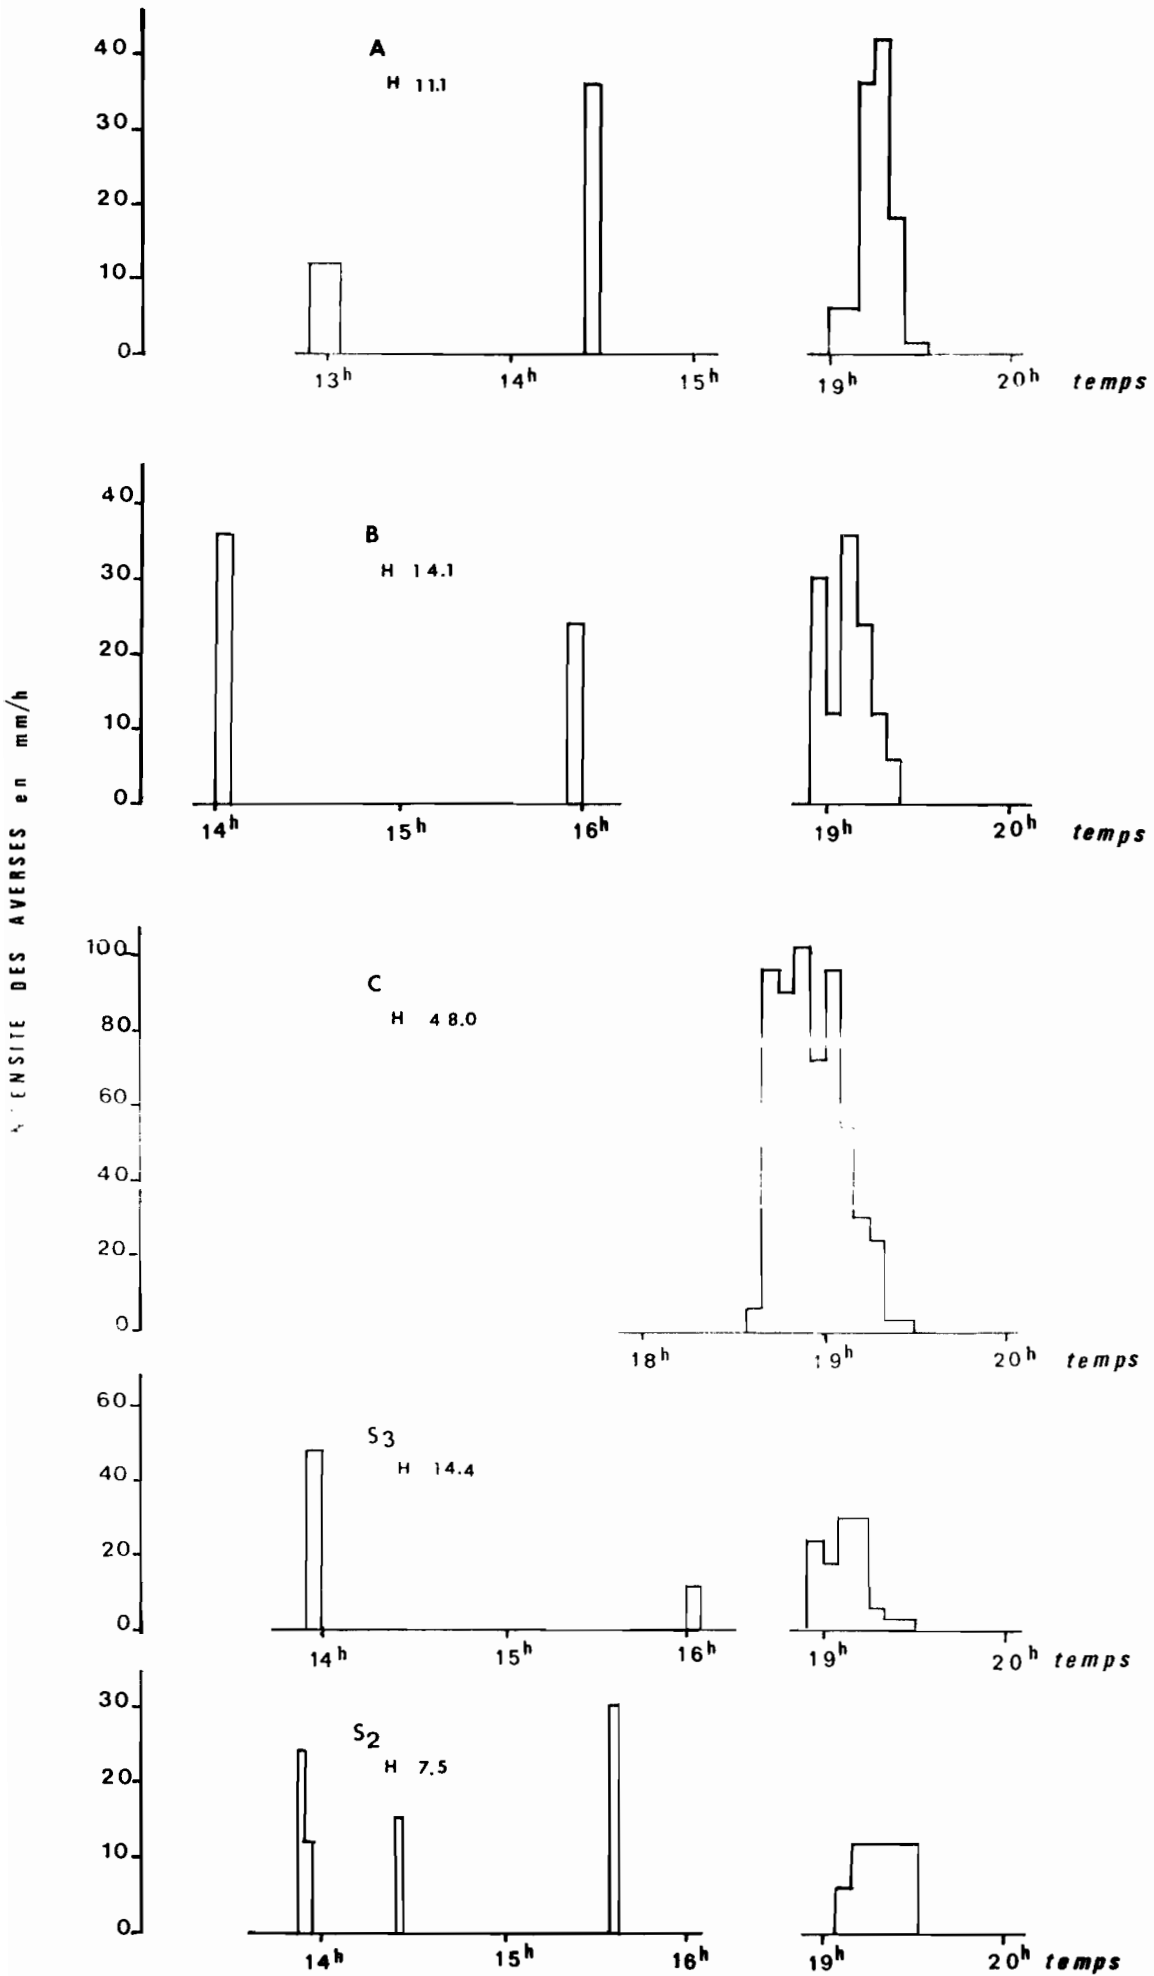 INTENSITE DES AVERSES en mm/h
A
H 11.1
40
30
20
10
0
13h 14h 15h 19h 20h temps
B
H 14.1
40
30
20
10
0
14h 15h 16h 19h 20h temps
C
H 48.0
100
80
60
40
20
0
18h 19h 20h temps
S3
H 14.4
60
40
20
0
14h 15h 16h 19h 20h temps
S2
H 7.5
30
20
10
0
14h 15h 16h 19h 20h temps